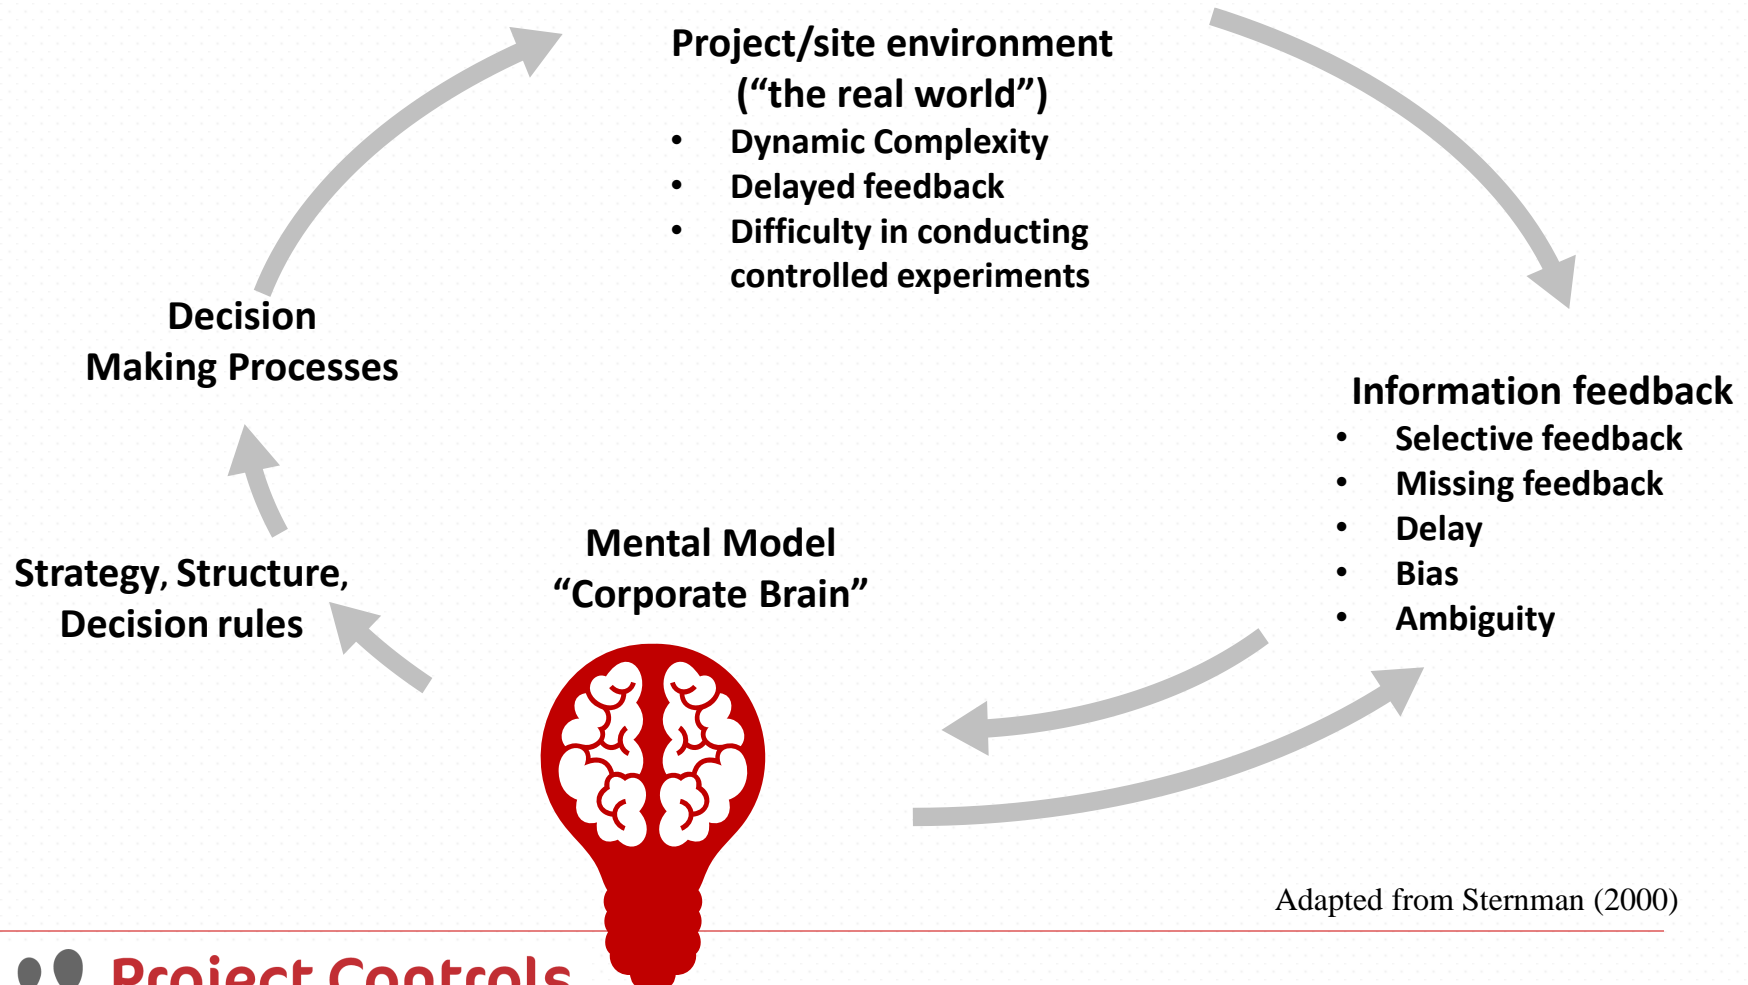 Project/site environment
(“the real world”)
• Dynamic Complexity
• Delayed feedback
• Difficulty in conducting
controlled experiments
Decision
Making Processes
Information feedback
• Selective feedback
• Missing feedback
• Delay
• Bias
• Ambiguity
Strategy, Structure,
Decision rules
Mental Model
“Corporate Brain”
Adapted from Sternman (2000)
Project Controls